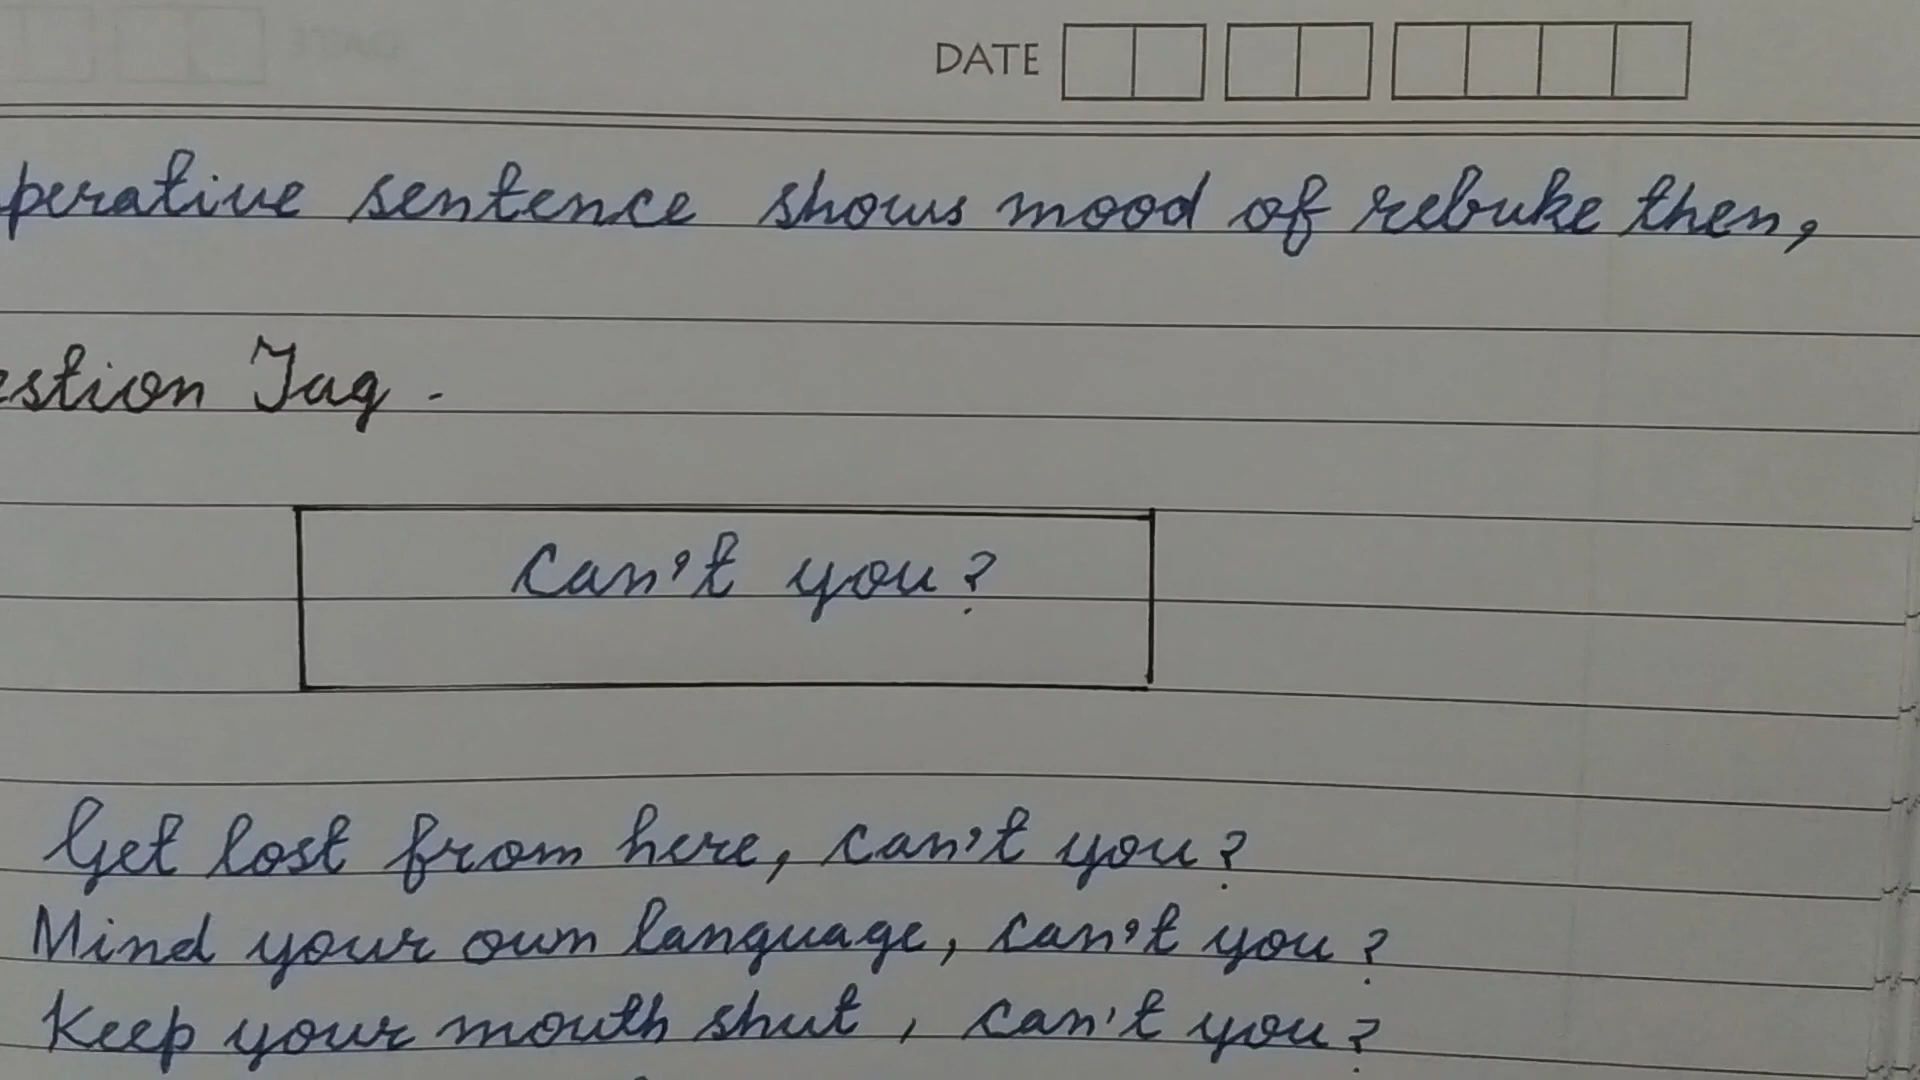 DATE
perative sentence shows mood of rebuke then,
estion Tag -
can't you?
Get lost from here, can't you?
Mind your own language, can't you?
Keep your mouth shut, can't you?